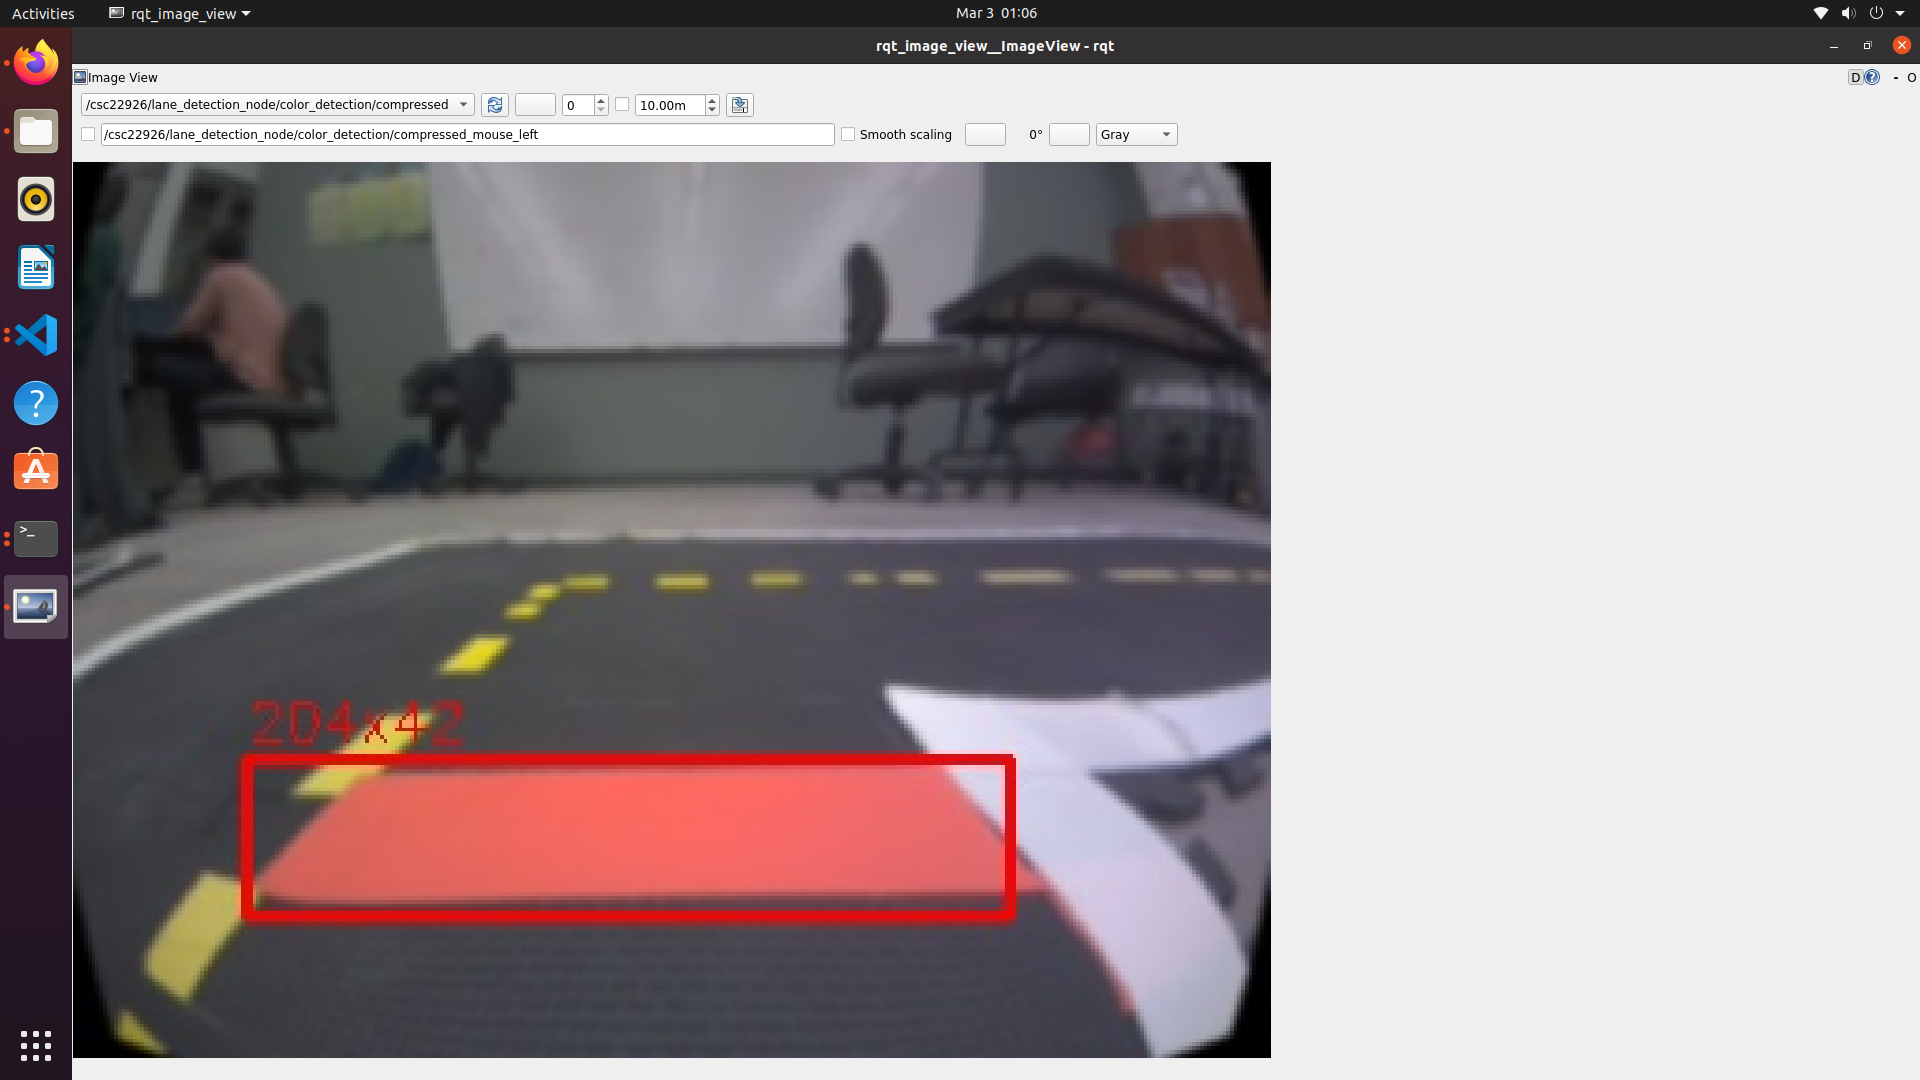 Activities
rqt_image_view
Mar 3 01:06
rqt_image_view__ImageView - rqt
Image View
D
- O
/csc22926/lane_detection_node/color_detection/compressed
0
10.00m
/csc22926/lane_detection_node/color_detection/compressed_mouse_left
Smooth scaling
0°
Gray
204x42